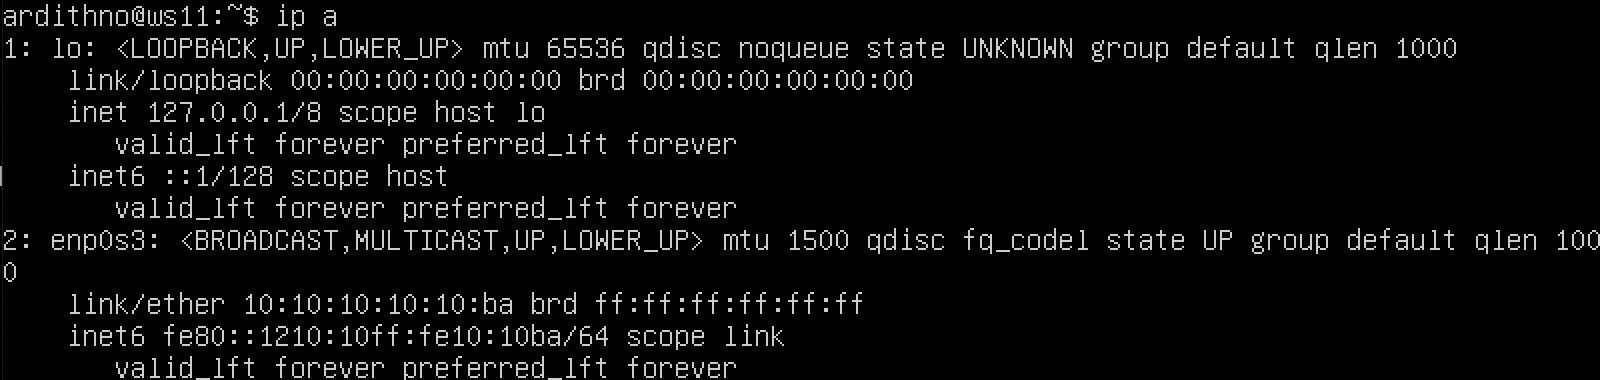 ardithno@ws11:~$ ip a
1: lo: <LOOPBACK,UP,LOWER_UP> mtu 65536 qdisc noqueue state UNKNOWN group default qlen 1000
    link/loopback 00:00:00:00:00:00 brd 00:00:00:00:00:00
    inet 127.0.0.1/8 scope host lo
       valid_lft forever preferred_lft forever
    inet6 ::1/128 scope host
       valid_lft forever preferred_lft forever
2: enp0s3: <BROADCAST,MULTICAST,UP,LOWER_UP> mtu 1500 qdisc fq_codel state UP group default qlen 100
0
    link/ether 10:10:10:10:10:ba brd ff:ff:ff:ff:ff:ff
    inet6 fe80::1210:10ff:fe10:10ba/64 scope link
       valid_lft forever preferred_lft forever